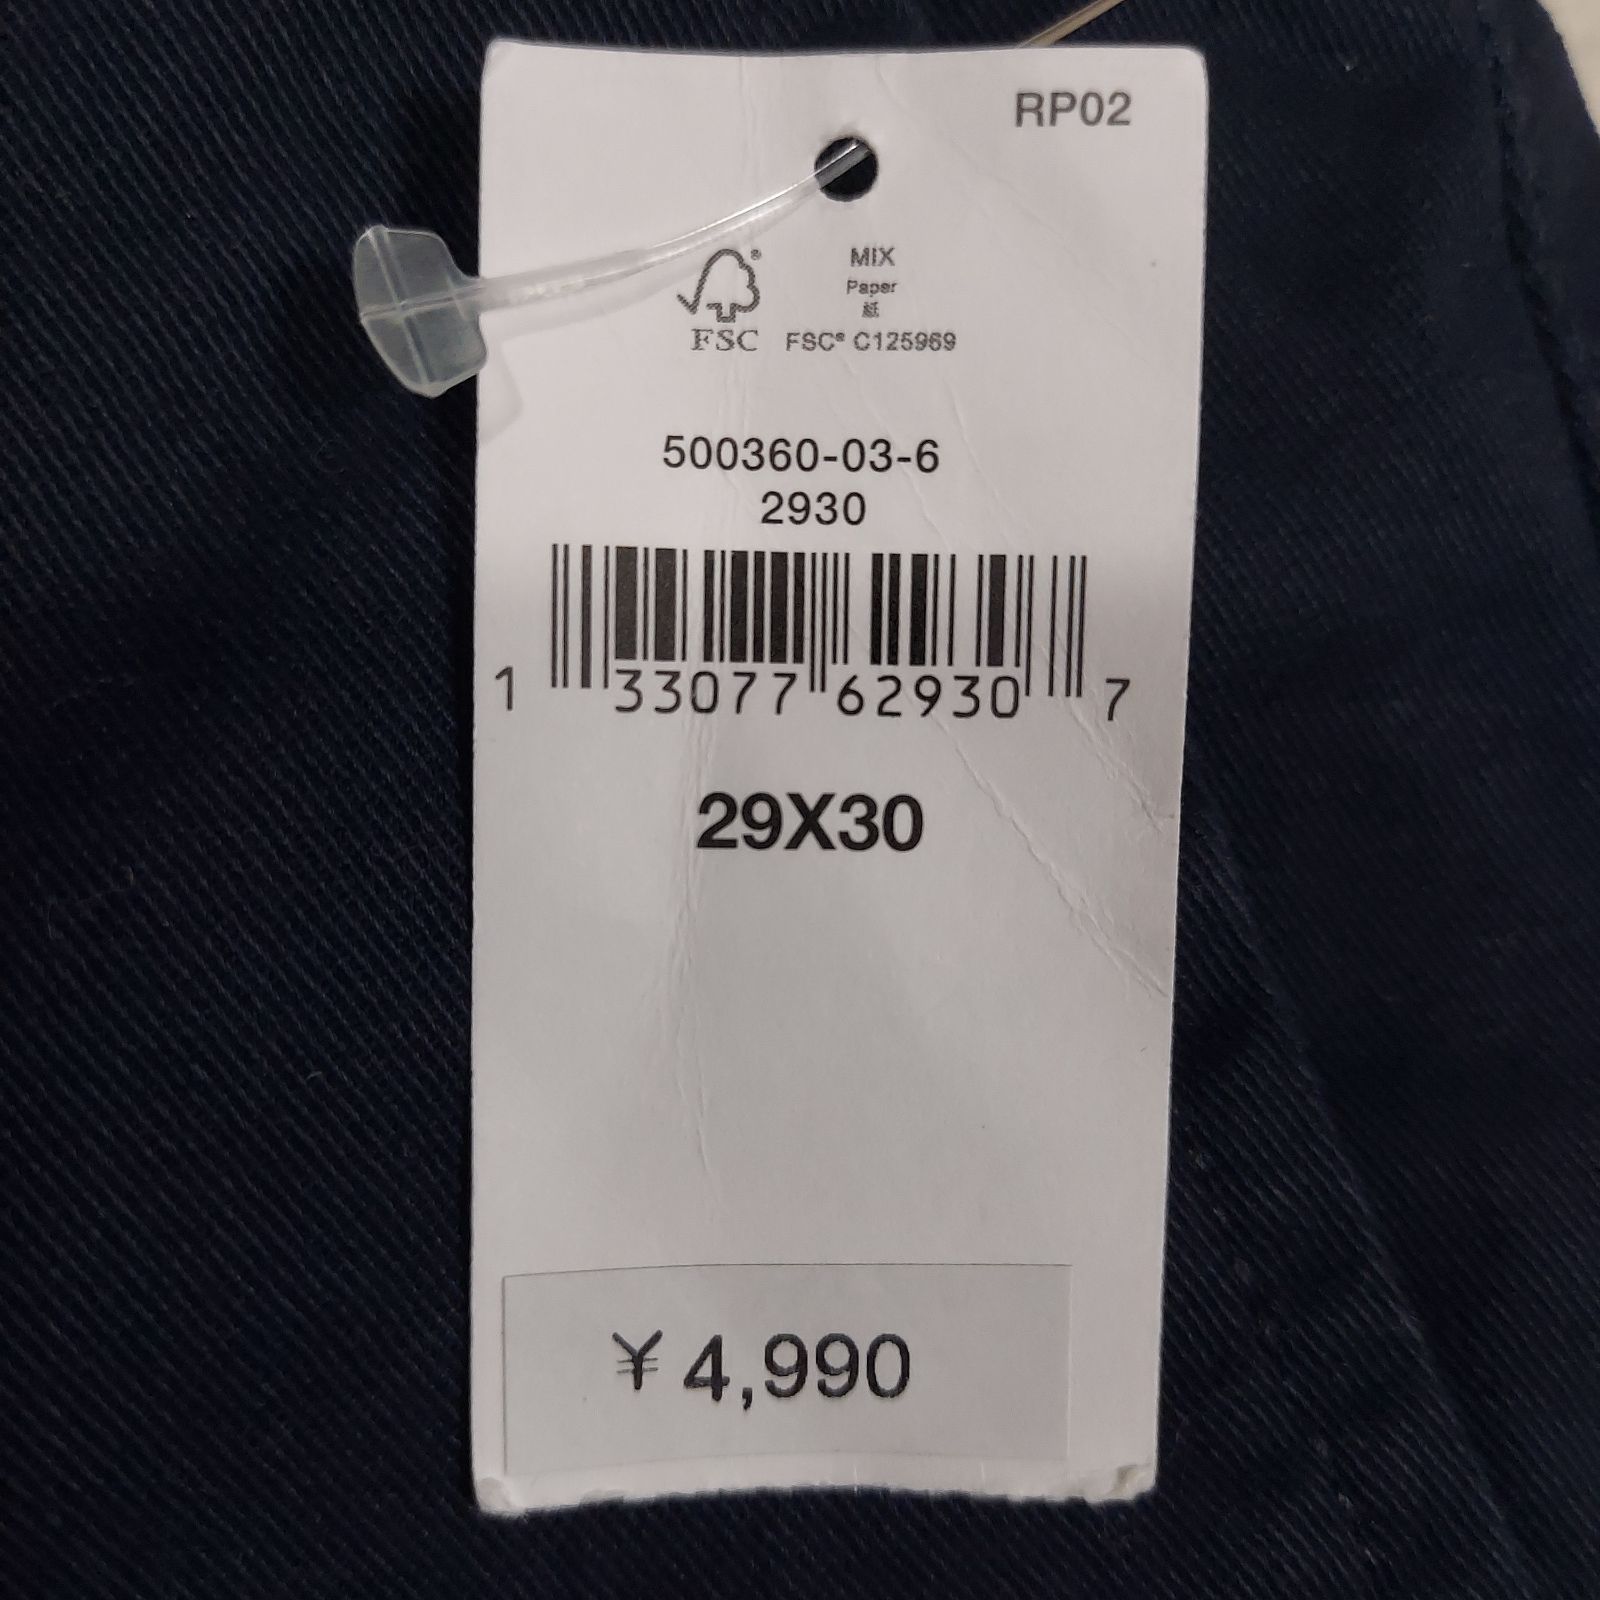 RP02
MIX
Paper
紙
FSC® FSC® C125969
500360-03-6
2930
1 33077 62930 7
29X30
¥4,990